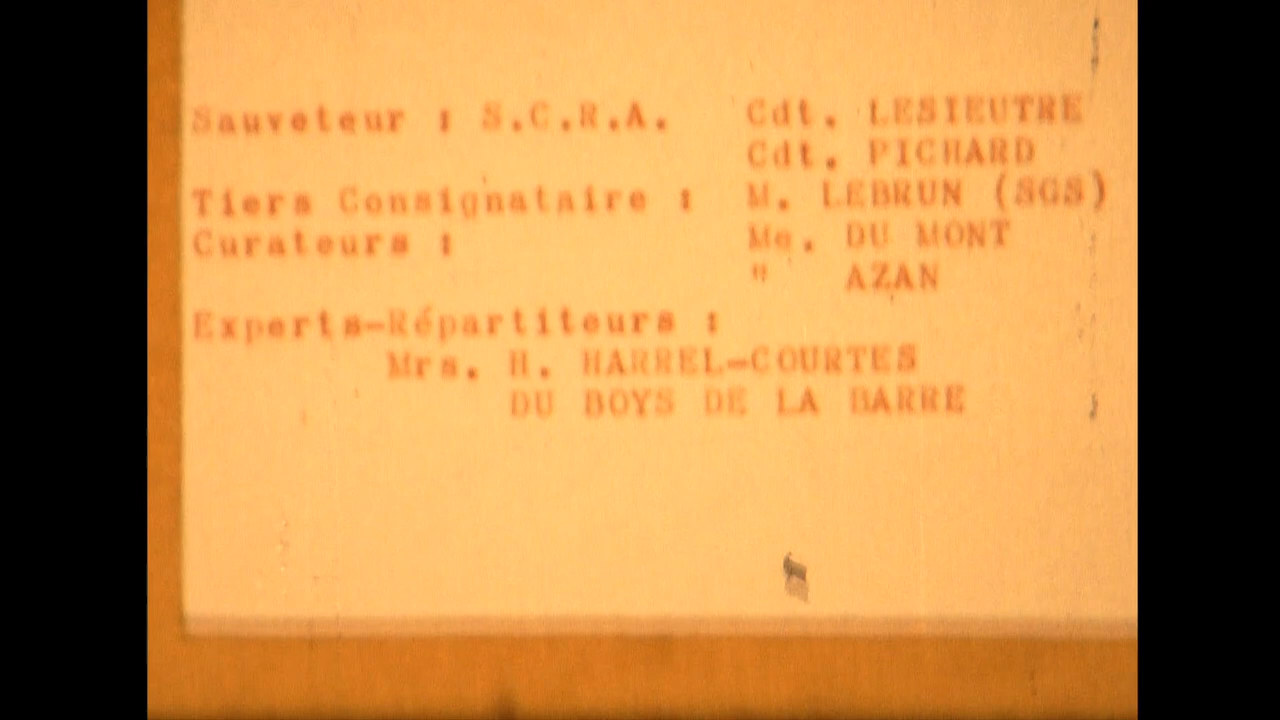 Sauveteur : S.C.R.A. Cdt. LESIEUTRE
Cdt. PICHARD
Tiers Consignataire : M. LEBRUN (SGS)
Curateurs : Me. DU MONT
" AZAN
Experts-Répartiteurs :
Mrs. H. HARREL-COURTES
DU BOYS DE LA BARRE